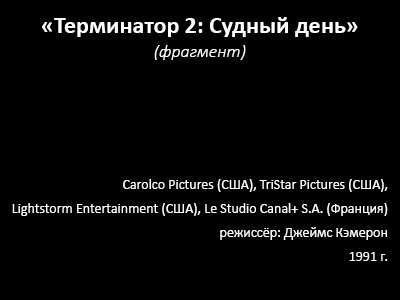 «Терминатор 2: Судный день»
(фрагмент)
Carolco Pictures (США), TriStar Pictures (США),
Lightstorm Entertainment (США), Le Studio Canal+ S.A. (Франция)
режиссёр: Джеймс Кэмерон
1991 г.